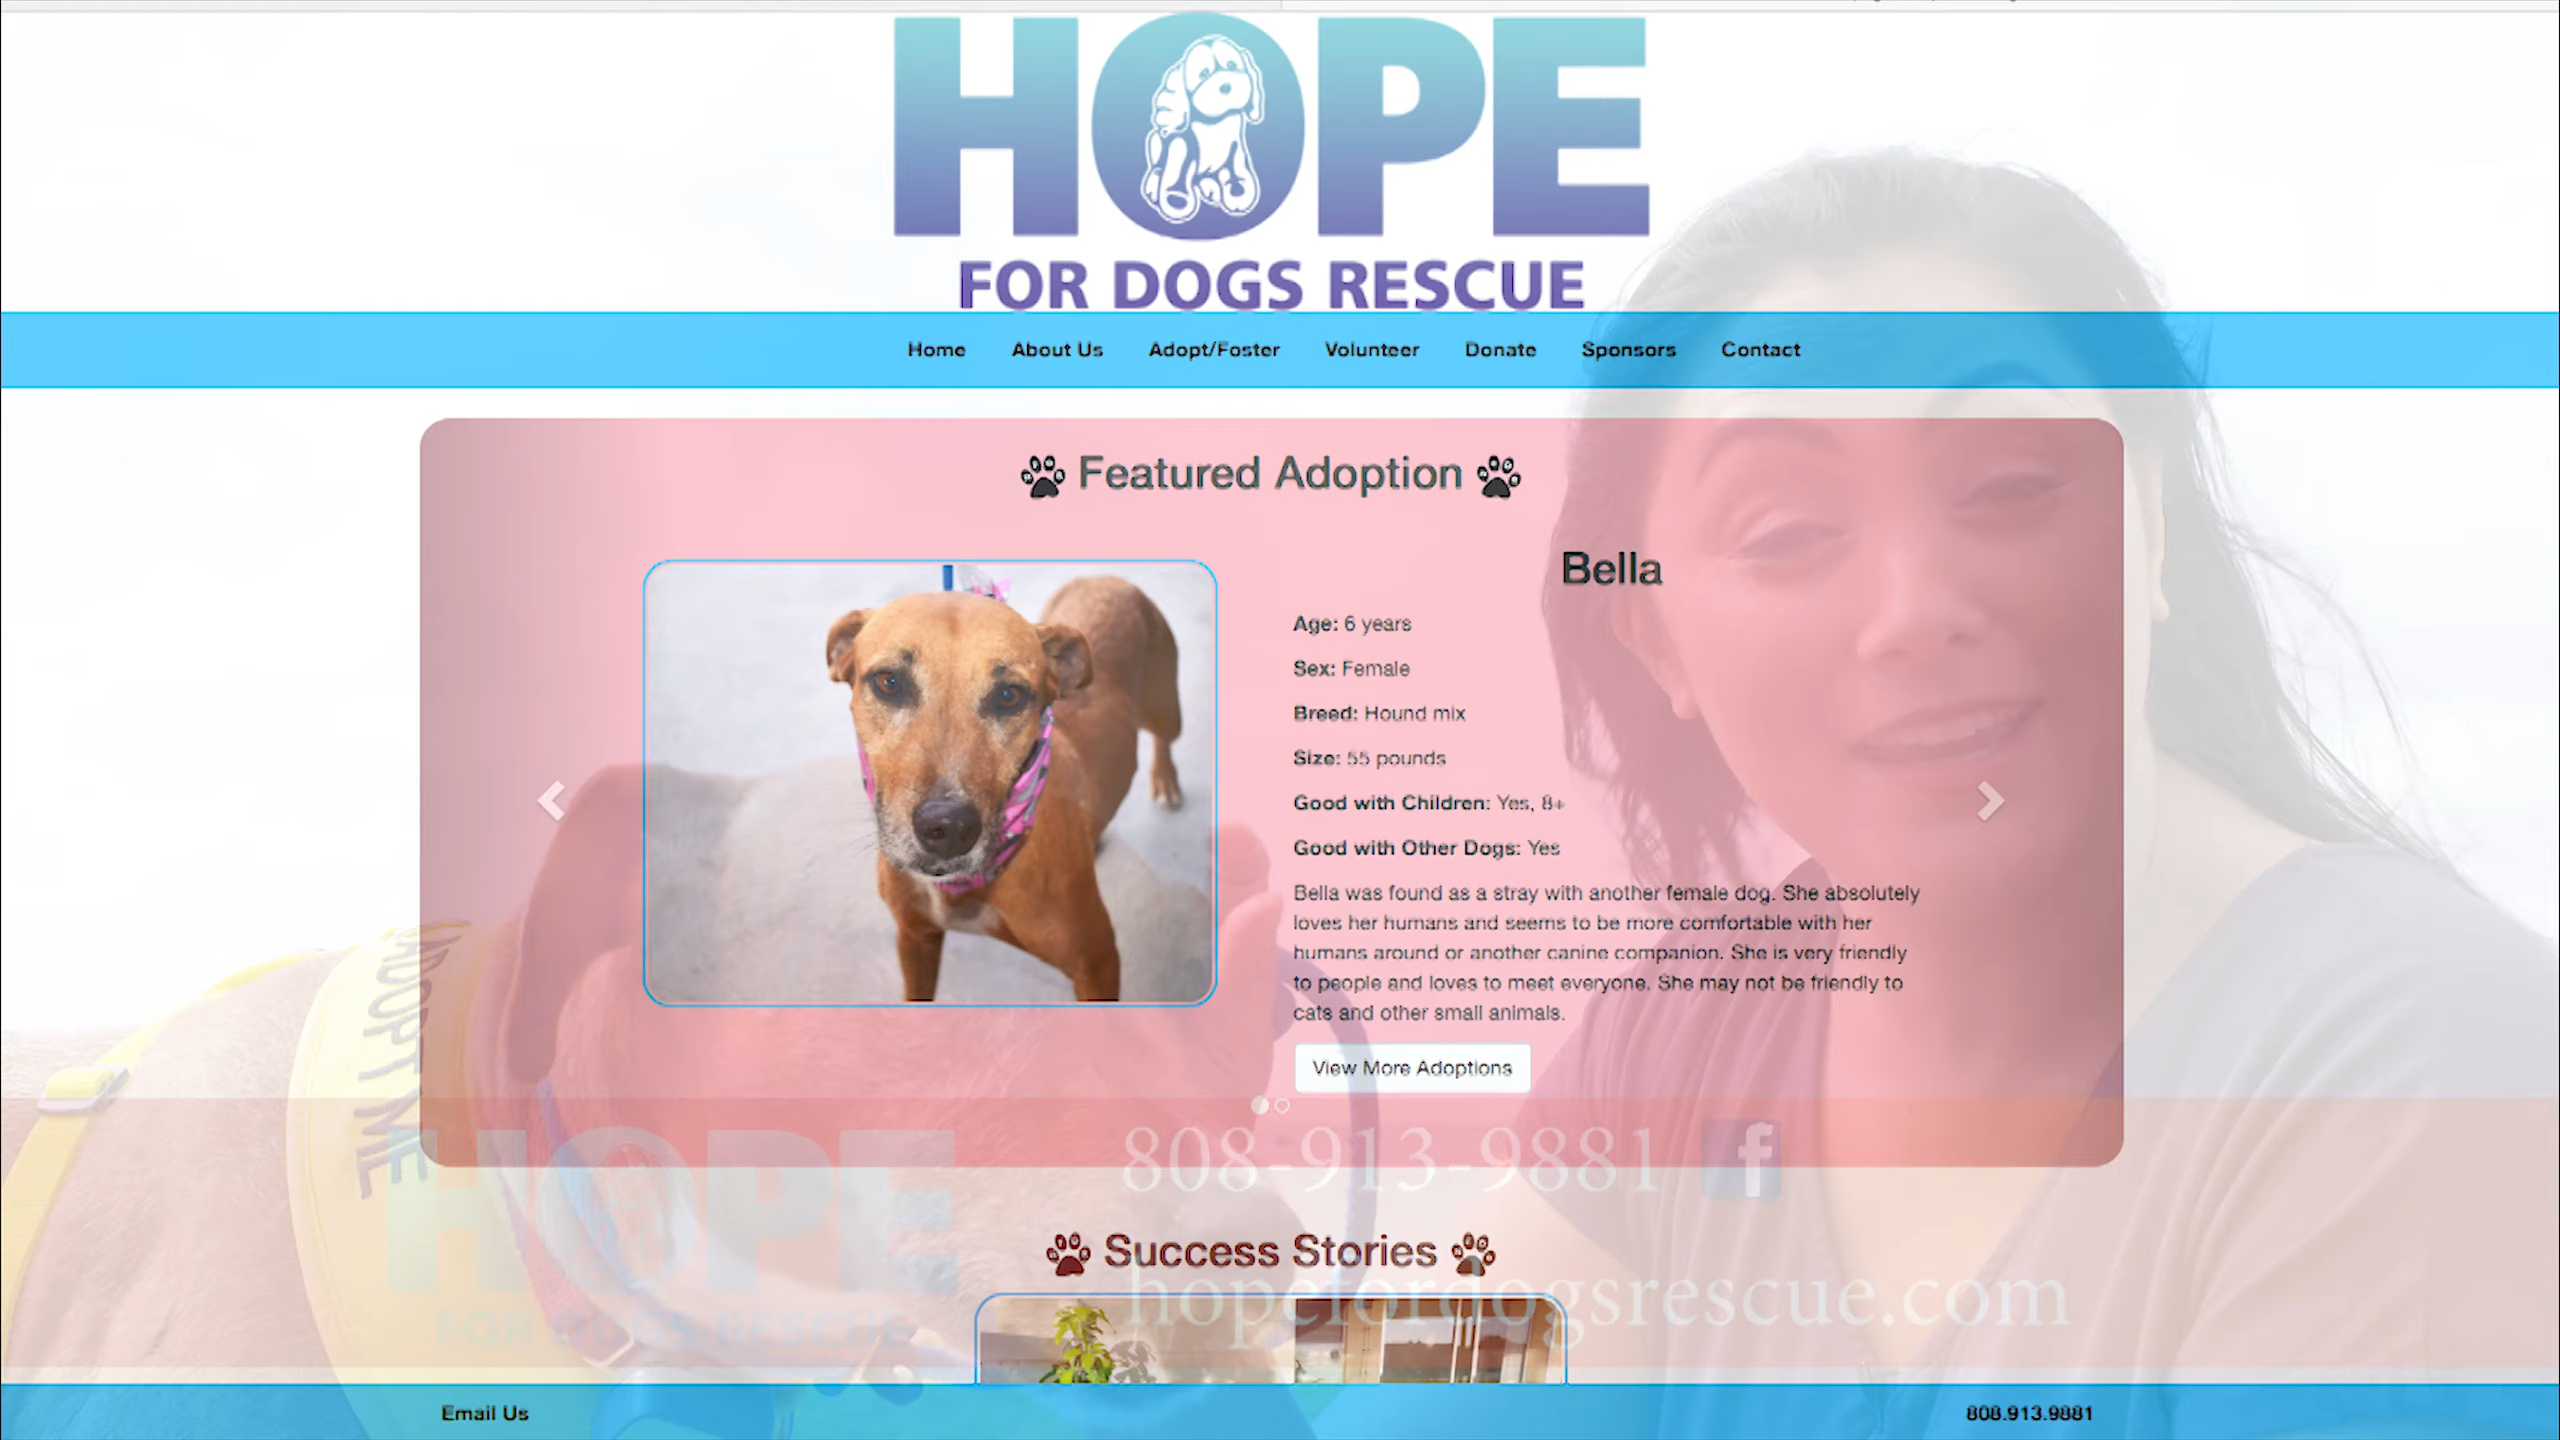 HOPE
FOR DOGS RESCUE
Home About Us Adopt/Foster Volunteer Donate Sponsors Contact
Featured Adoption
Bella
Age: 6 years
Sex: Female
Breed: Hound mix
Size: 55 pounds
Good with Children: Yes, 8+
Good with Other Dogs: Yes
Bella was found as a stray with another female dog. She absolutely
loves her humans and seems to be more comfortable with her
humans around or another canine companion. She is very friendly
to people and loves to meet everyone. She may not be friendly to
cats and other small animals.
View More Adoptions
ADOPT ME
HOPE
FOR DOGS RESCUE
808-913-9881 f
Success Stories
hopefordogsrescue.com
Email Us
808.913.9881